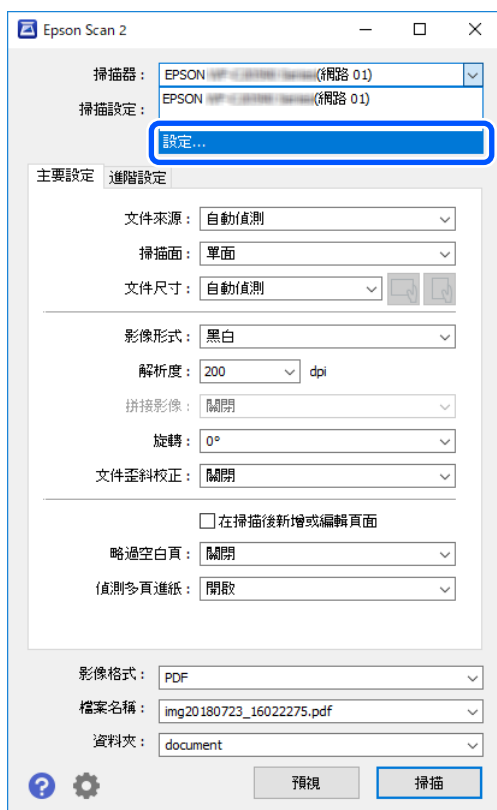 Epson Scan 2
掃描器： EPSON (網路 01)
EPSON (網路 01)
掃描設定：
設定...
主要設定 進階設定
文件來源： 自動偵測
掃描面： 單面
文件尺寸： 自動偵測
影像形式： 黑白
解析度： 200 dpi
拼接影像： 關閉
旋轉： 0°
文件歪斜校正： 關閉
在掃描後新增或編輯頁面
略過空白頁： 關閉
偵測多頁進紙： 開啟
影像格式： PDF
檔案名稱： img20180723_16022275.pdf
資料夾： document
預視 掃描